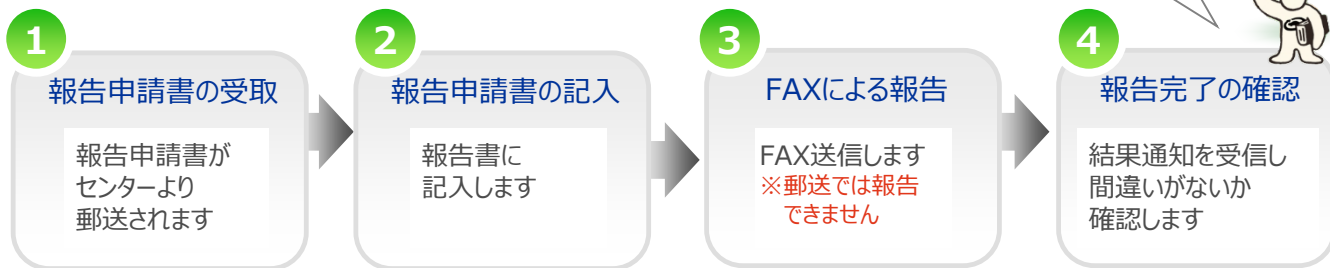 1
報告申請書の受取
報告申請書が
センターより
郵送されます
2
報告申請書の記入
報告書に
記入します
3
FAXによる報告
FAX送信します
※郵送では報告
できません
4
報告完了の確認
結果通知を受信し
間違いがないか
確認します